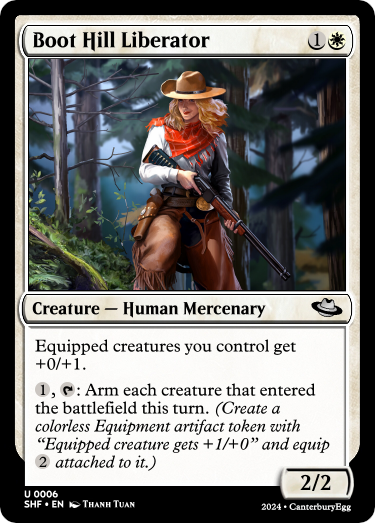 Boot Hill Liberator 1
Creature — Human Mercenary
Equipped creatures you control get
+0/+1.
1, : Arm each creature that entered
the battlefield this turn. (Create a
colorless Equipment artifact token with
“Equipped creature gets +1/+0” and equip
2 attached to it.)
2/2
U 0006
SHF • EN Thanh Tuan
2024 • CanterburyEgg